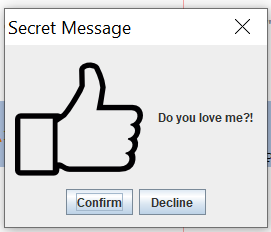 Secret Message
Do you love me?!
Confirm
Decline